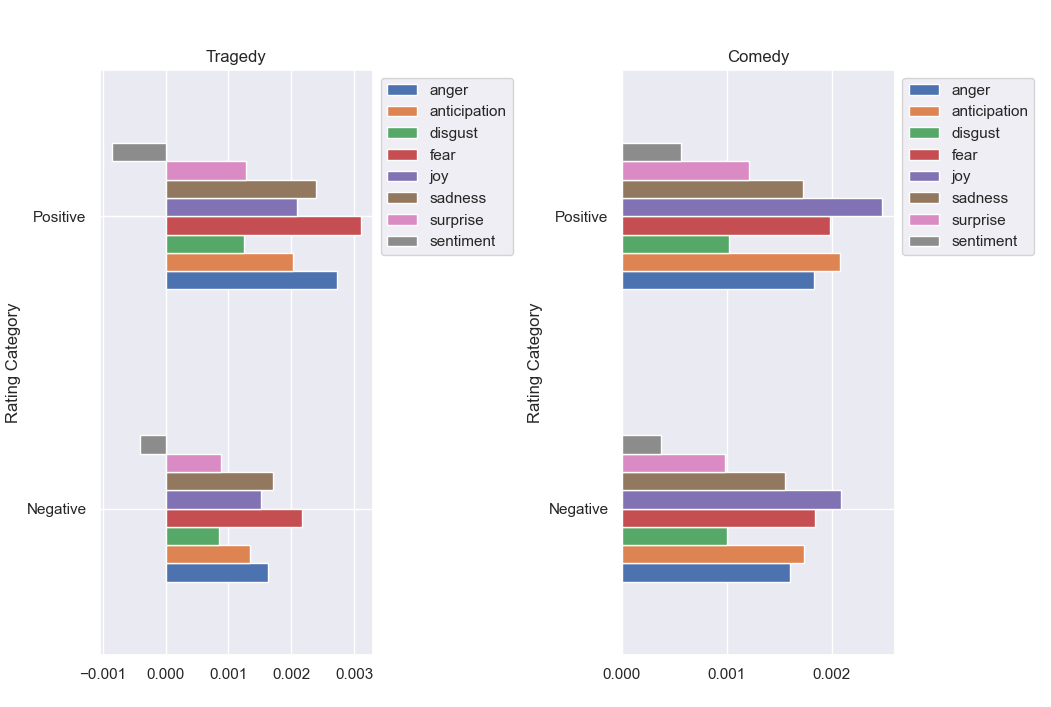 Tragedy
Rating Category
Positive
Negative
−0.001 0.000 0.001 0.002 0.003
anger
anticipation
disgust
fear
joy
sadness
surprise
sentiment
Comedy
Rating Category
Positive
Negative
0.000 0.001 0.002
anger
anticipation
disgust
fear
joy
sadness
surprise
sentiment